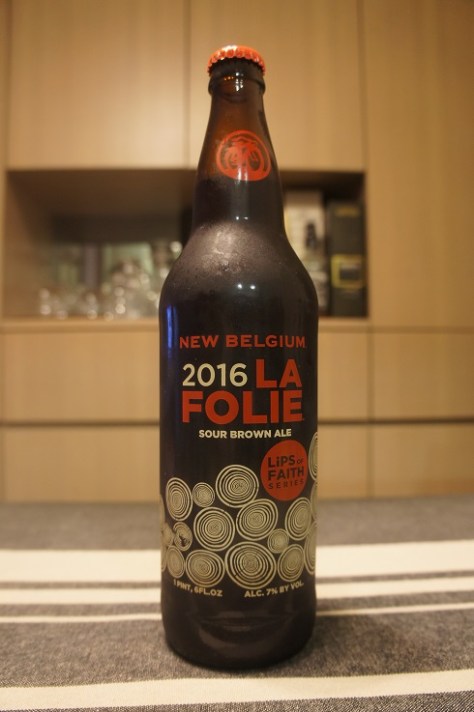 NEW BELGIUM
2016 LA
FOLIE
SOUR BROWN ALE
LiPS OF
FAITH
SERIES
1 PINT, 6FL.OZ ALC. 7% BY VOL.